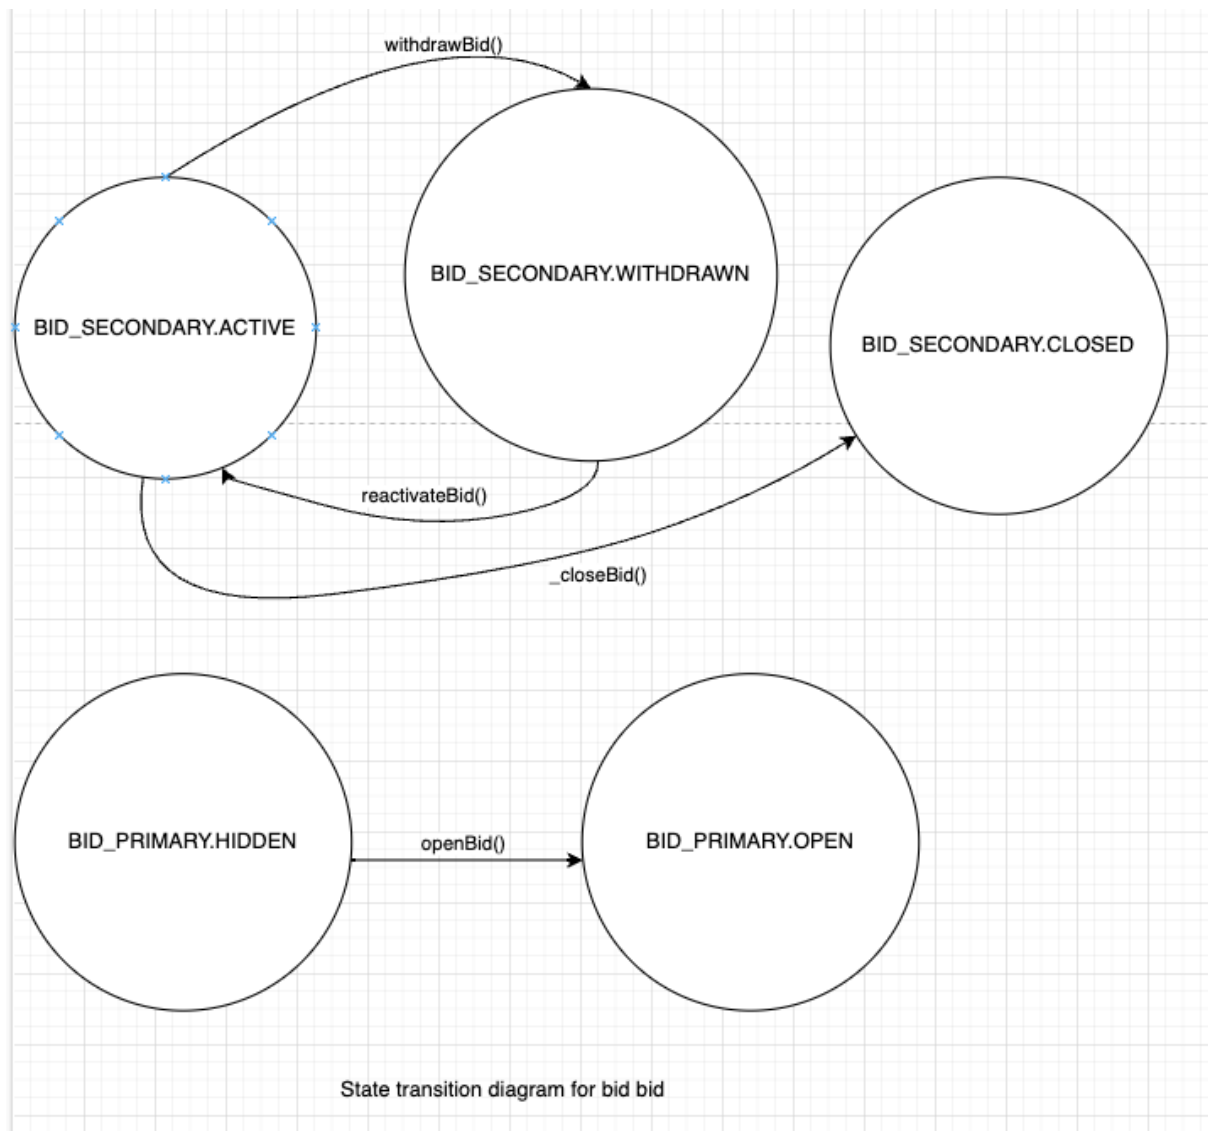 withdrawBid()
BID_SECONDARY.WITHDRAWN
BID_SECONDARY.ACTIVE
BID_SECONDARY.CLOSED
reactivateBid()
_closeBid()
BID_PRIMARY.HIDDEN
openBid()
BID_PRIMARY.OPEN
State transition diagram for bid bid